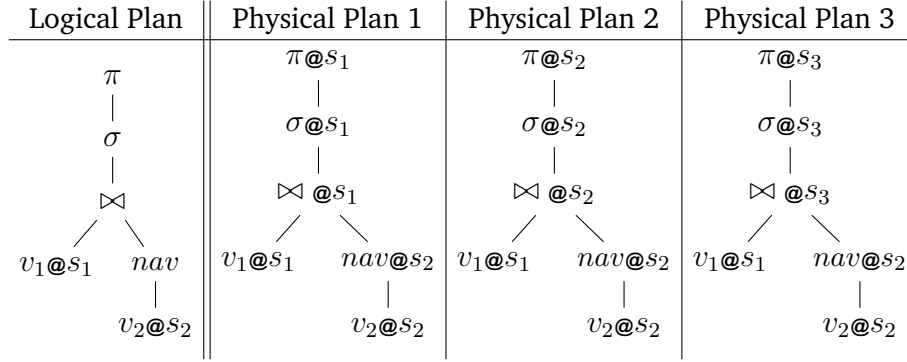 Logical Plan Physical Plan 1 Physical Plan 2 Physical Plan 3
π π@s₁ π@s₂ π@s₃
σ σ@s₁ σ@s₂ σ@s₃
⋈ ⋈ @s₁ ⋈ @s₂ ⋈ @s₃
v₁@s₁ nav v₁@s₁ nav@s₂ v₁@s₁ nav@s₂ v₁@s₁ nav@s₂
v₂@s₂ v₂@s₂ v₂@s₂ v₂@s₂